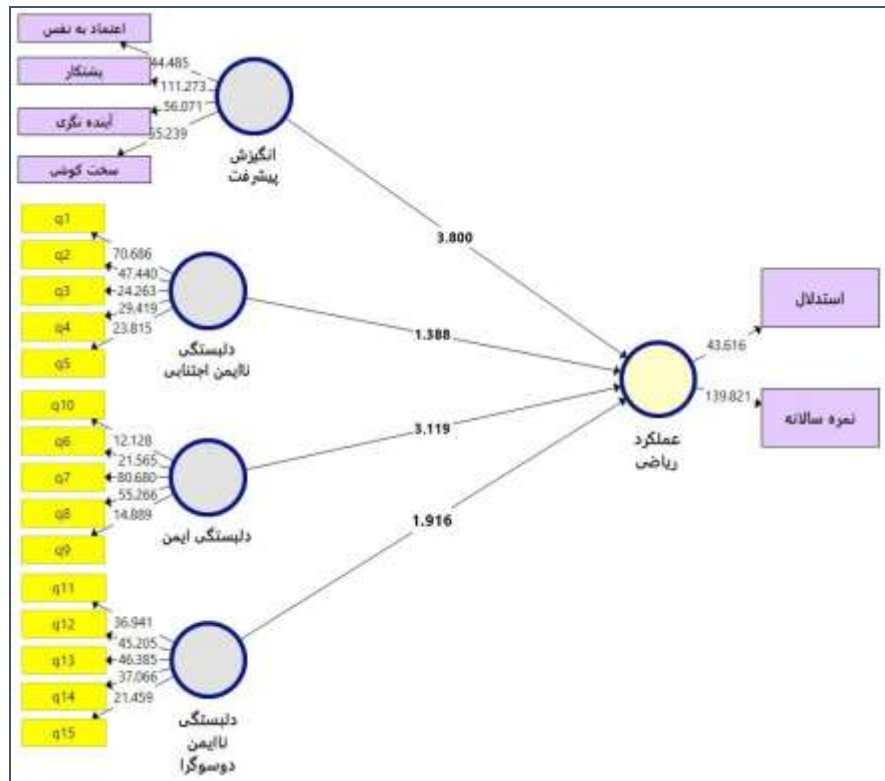 اعتماد به نفس
پشتکار
آینده نگری
سخت کوشی
44.485
111.273
56.071
55.239
انگیزش
پیشرفت
3.800
q1
q2
q3
q4
q5
70.686
47.440
24.263
29.419
23.815
دلبستگی
ناایمن اجتنابی
1.388
q10
q6
q7
q8
q9
12.128
21.565
80.680
55.266
14.889
دلبستگی ایمن
3.119
q11
q12
q13
q14
q15
36.941
45.205
46.385
37.066
21.459
دلبستگی
ناایمن
دوسوگرا
1.916
عملکرد
ریاضی
43.616
139.821
استدلال
نمره سالانه